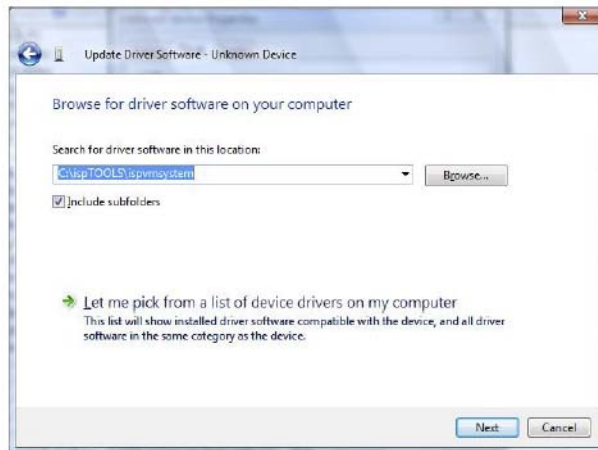 Update Driver Software - Unknown Device
Browse for driver software on your computer
Search for driver software in this location:
C:\ispTOOLS\ispvmsystem
Browse...
Include subfolders
Let me pick from a list of device drivers on my computer
This list will show installed driver software compatible with the device, and all driver
software in the same category as the device.
Next
Cancel